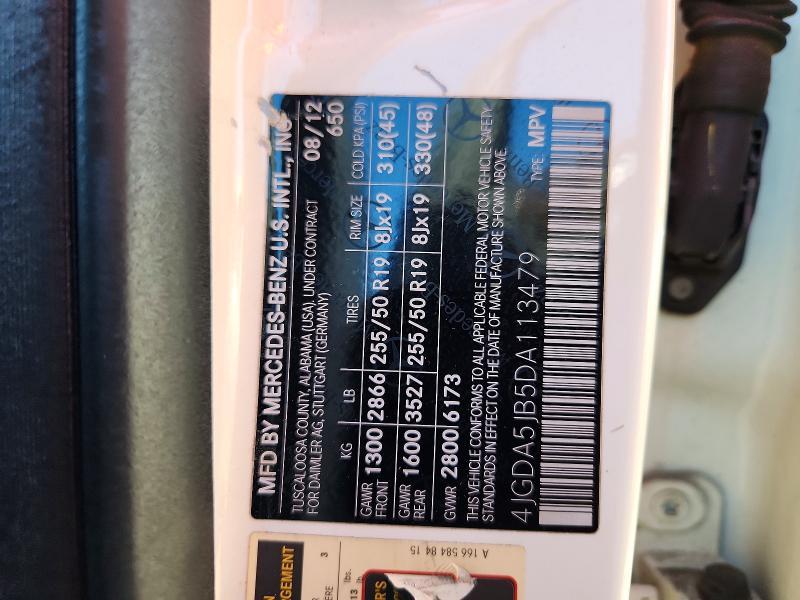 MFD BY MERCEDES-BENZ U.S. INTL., INC
TUSCALOOSA COUNTY, ALABAMA (USA), UNDER CONTRACT
FOR DAIMLER AG, STUTTGART (GERMANY)
08/12
650
KG LB TIRES RIM SIZE COLD KPA (PSI)
GAWR FRONT 1300 2866 255/50 R19 8Jx19 310(45)
GAWR REAR 1600 3527 255/50 R19 8Jx19 330(48)
GVWR 2800 6173
THIS VEHICLE CONFORMS TO ALL APPLICABLE FEDERAL MOTOR VEHICLE SAFETY
STANDARDS IN EFFECT ON THE DATE OF MANUFACTURE SHOWN ABOVE.
4JGDA5JB5DA113479
TYPE: MPV
A 166 584 84 15
3
lbs.
13